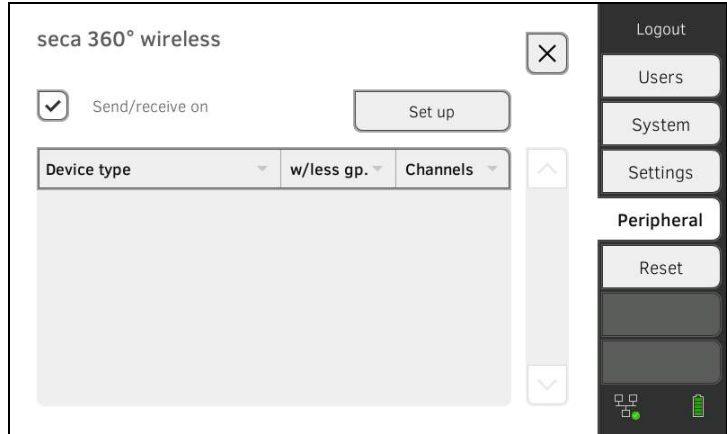 seca 360° wireless
Send/receive on
Set up
Device type
w/less gp.
Channels
Logout
Users
System
Settings
Peripheral
Reset